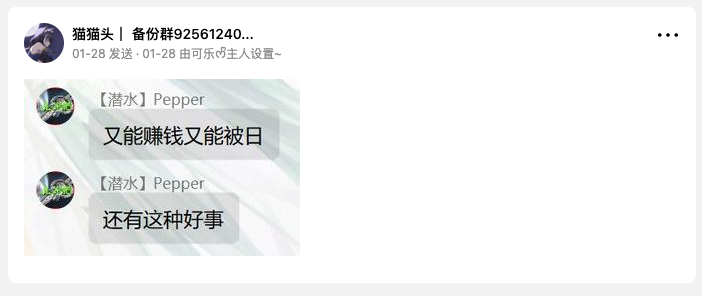 猫猫头｜ 备份群92561240...
01-28 发送 · 01-28 由可乐主人设置~
【潜水】Pepper
又能赚钱又能被日
【潜水】Pepper
还有这种好事